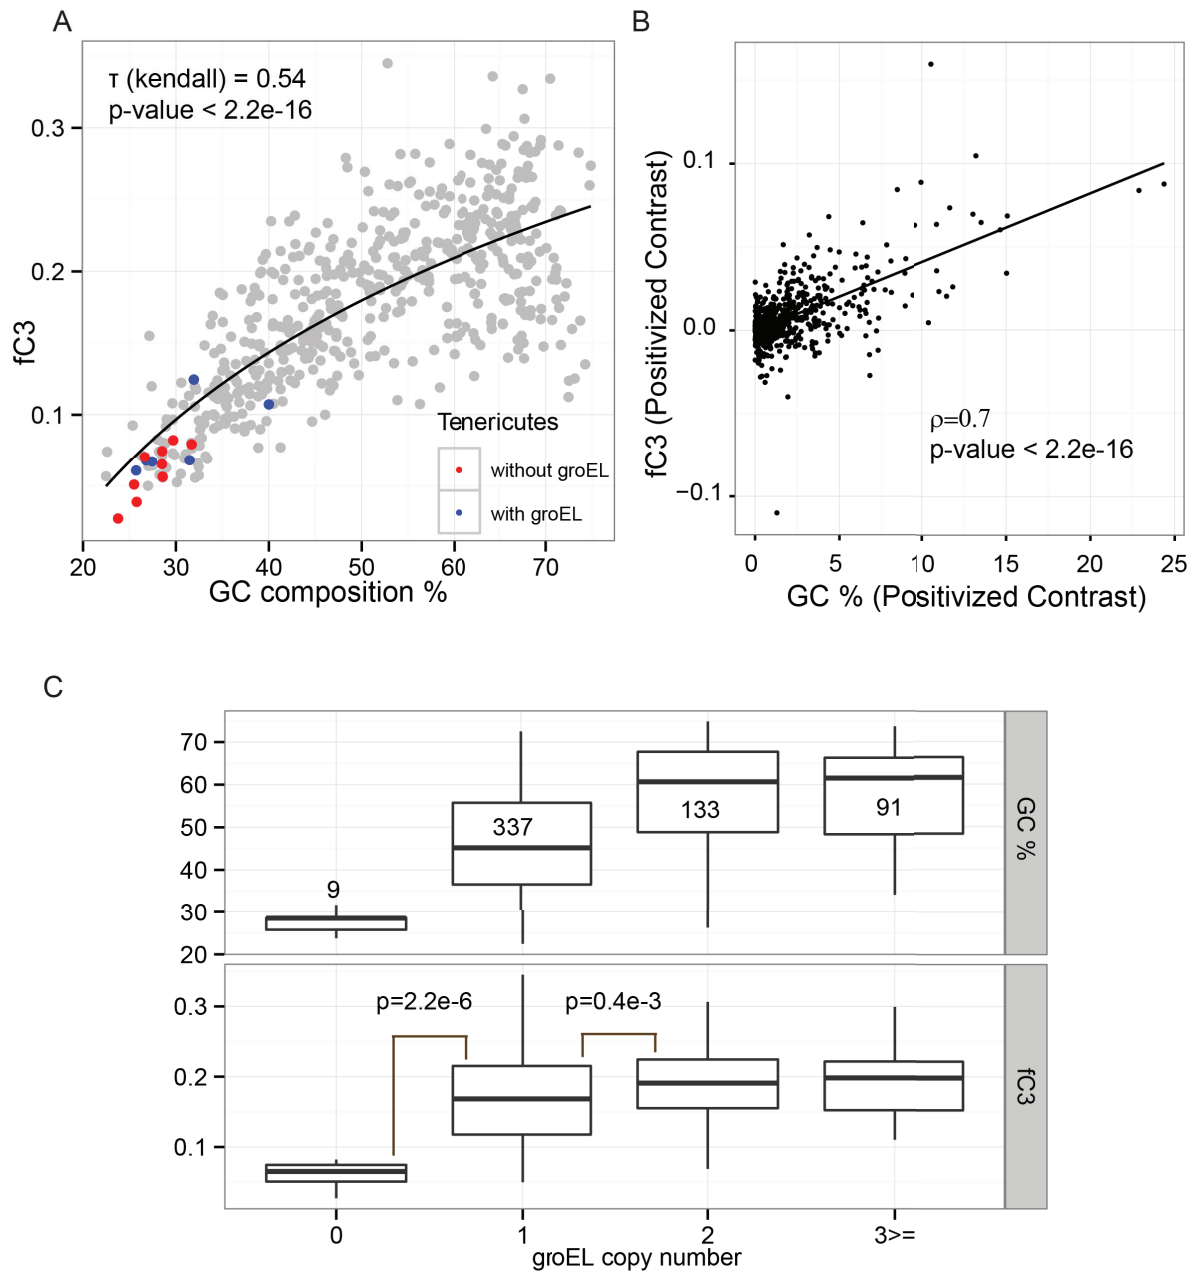 A
τ (kendall) = 0.54
p-value < 2.2e-16
0.3
0.2
0.1
fC3
Tenericutes
without groEL
with groEL
20
30
40
50
60
70
GC composition %
B
0.1
0.0
−0.1
fC3 (Positivized Contrast)
ρ=0.7
p-value < 2.2e-16
0
5
10
15
20
25
GC % (Positivized Contrast)
C
70
60
50
40
30
20
9
337
133
91
GC %
0.3
0.2
0.1
p=2.2e-6
p=0.4e-3
fC3
0
1
2
3>=
groEL copy number